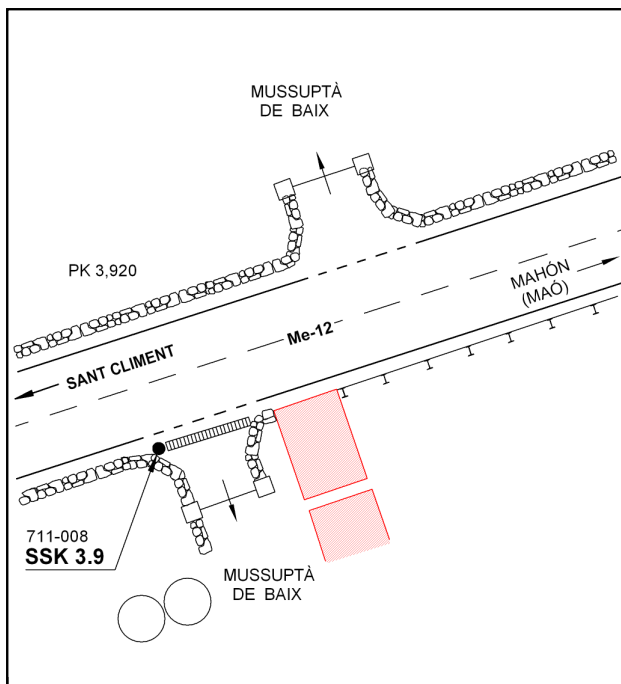 MUSSUPTÀ
DE BAIX
PK 3,920
MAHÓN
(MAÓ)
Me-12
SANT CLIMENT
711-008
SSK 3.9
MUSSUPTÀ
DE BAIX